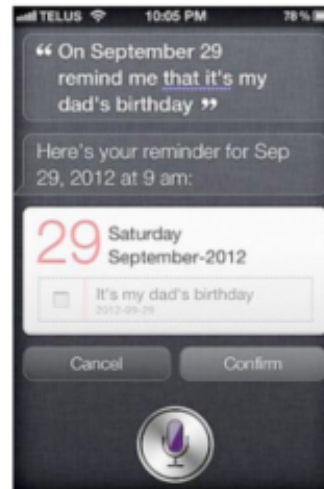 TELUS 10:05 PM 78%
“ On September 29
remind me that it's my
dad's birthday ”
Here's your reminder for Sep
29, 2012 at 9 am:
29 Saturday
September-2012
It's my dad's birthday
2012-09-29
Cancel Confirm